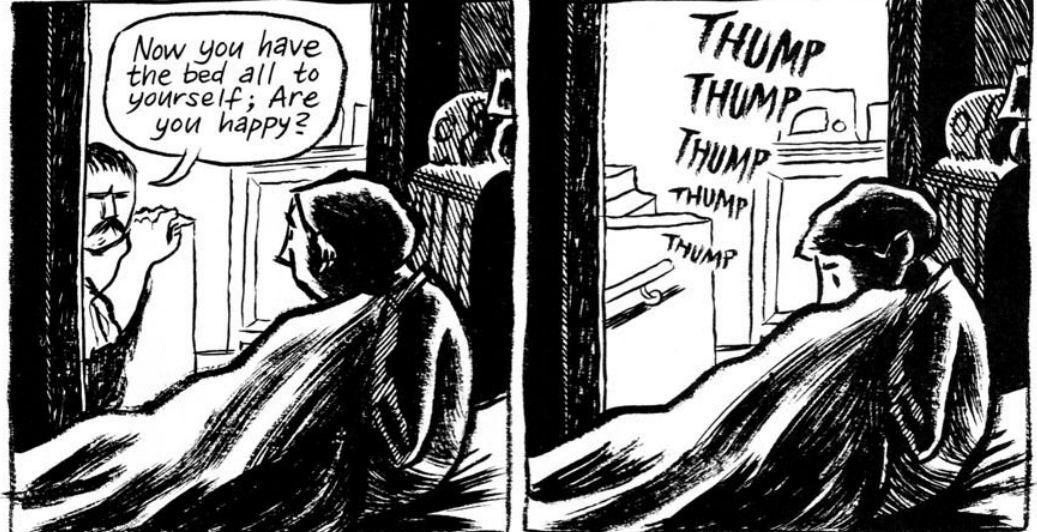 Now you have
the bed all to
yourself; Are
you happy?
THUMP
THUMP
THUMP
THUMP
THUMP